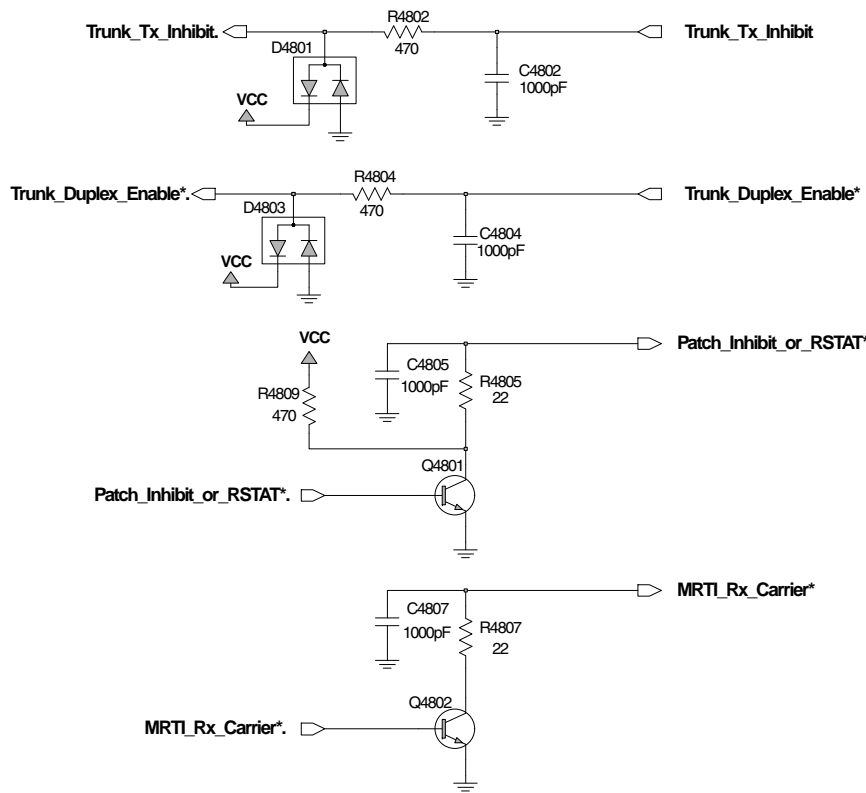 R4802
Trunk_Tx_Inhibit.
Trunk_Tx_Inhibit
D4801
470
C4802
1000pF
VCC
R4804
Trunk_Duplex_Enable*.
Trunk_Duplex_Enable*
D4803
470
C4804
1000pF
VCC
VCC
Patch_Inhibit_or_RSTAT*
C4805
1000pF
R4805
22
R4809
470
Q4801
Patch_Inhibit_or_RSTAT*.
MRTI_Rx_Carrier*
C4807
1000pF
R4807
22
Q4802
MRTI_Rx_Carrier*.